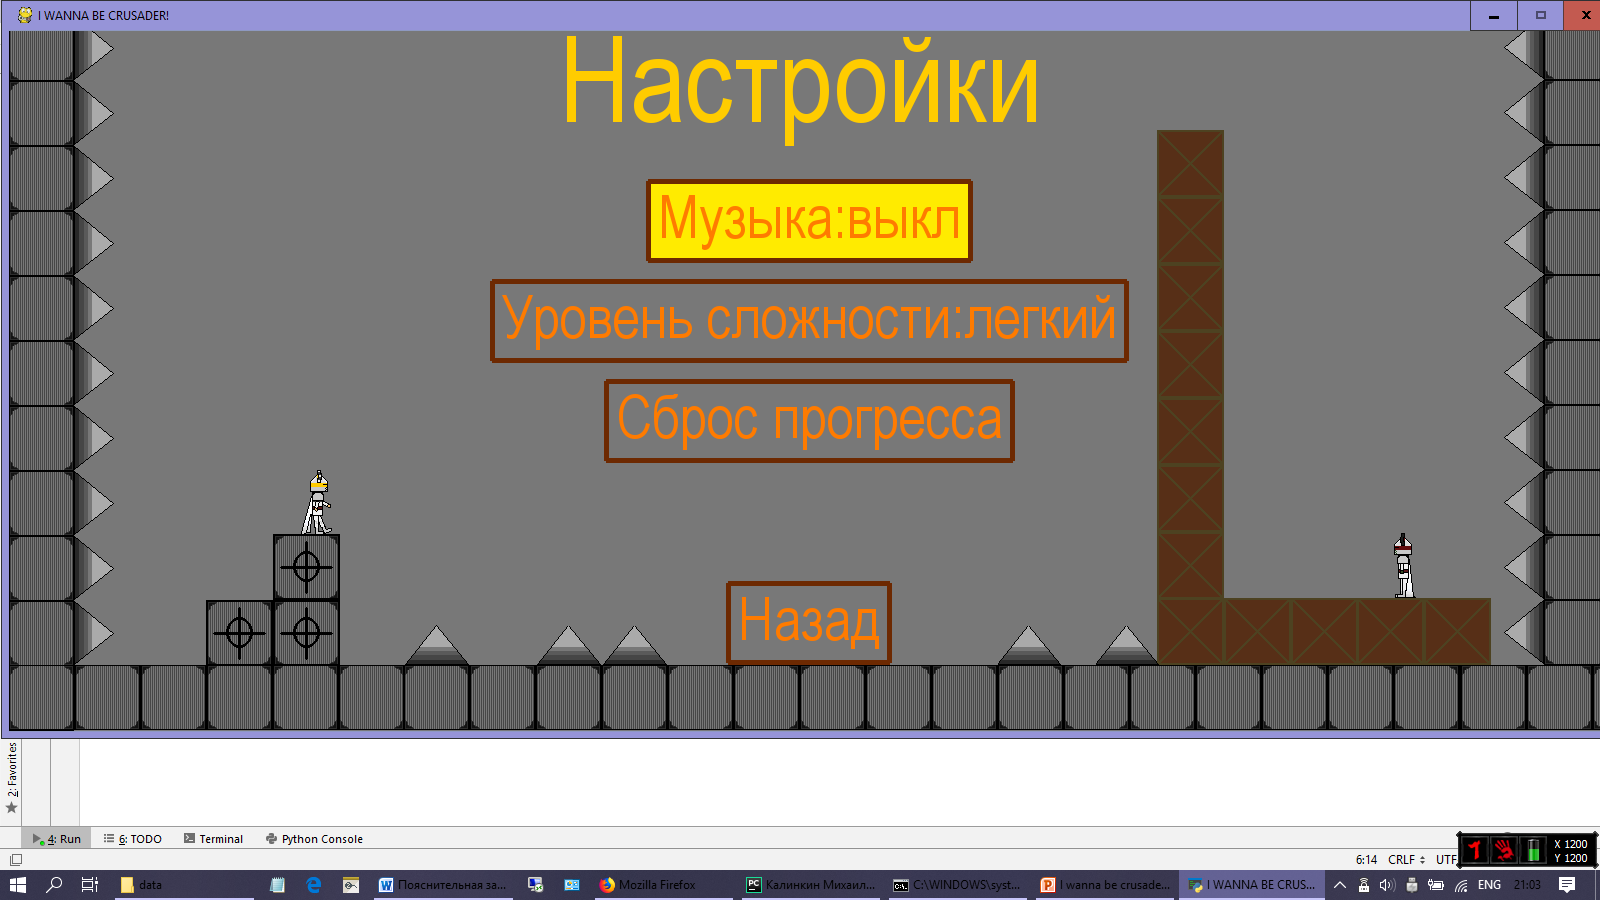 I WANNA BE CRUSADER!
Настройки
Музыка:выкл
Уровень сложности:легкий
Сброс прогресса
Назад
2: Favorites
4: Run
6: TODO
Terminal
Python Console
6:14 CRLF UTF
X 1200
Y 1200
data
Пояснительная за...
Mozilla Firefox
Калинкин Михаил...
C:\WINDOWS\syst...
I wanna be crusade...
I WANNA BE CRUS...
ENG
21:03